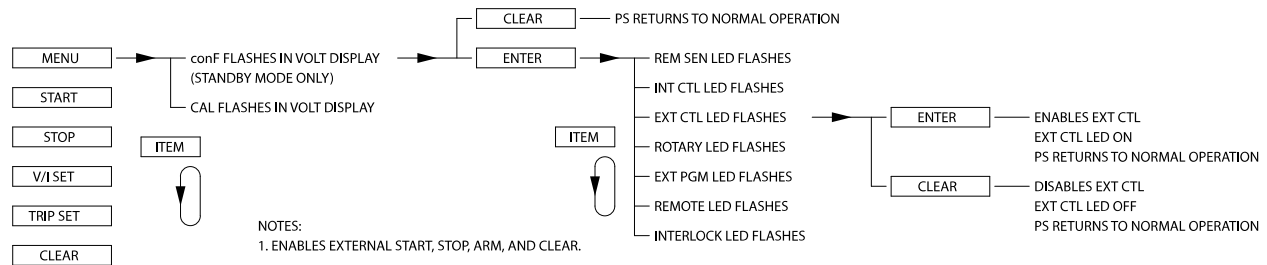 MENU
START
STOP
V/I SET
TRIP SET
CLEAR
conF FLASHES IN VOLT DISPLAY
(STANDBY MODE ONLY)
CAL FLASHES IN VOLT DISPLAY
ITEM
NOTES:
1. ENABLES EXTERNAL START, STOP, ARM, AND CLEAR.
CLEAR
PS RETURNS TO NORMAL OPERATION
ENTER
REM SEN LED FLASHES
INT CTL LED FLASHES
EXT CTL LED FLASHES
ROTARY LED FLASHES
EXT PGM LED FLASHES
REMOTE LED FLASHES
INTERLOCK LED FLASHES
ITEM
ENTER
ENABLES EXT CTL
EXT CTL LED ON
PS RETURNS TO NORMAL OPERATION
CLEAR
DISABLES EXT CTL
EXT CTL LED OFF
PS RETURNS TO NORMAL OPERATION